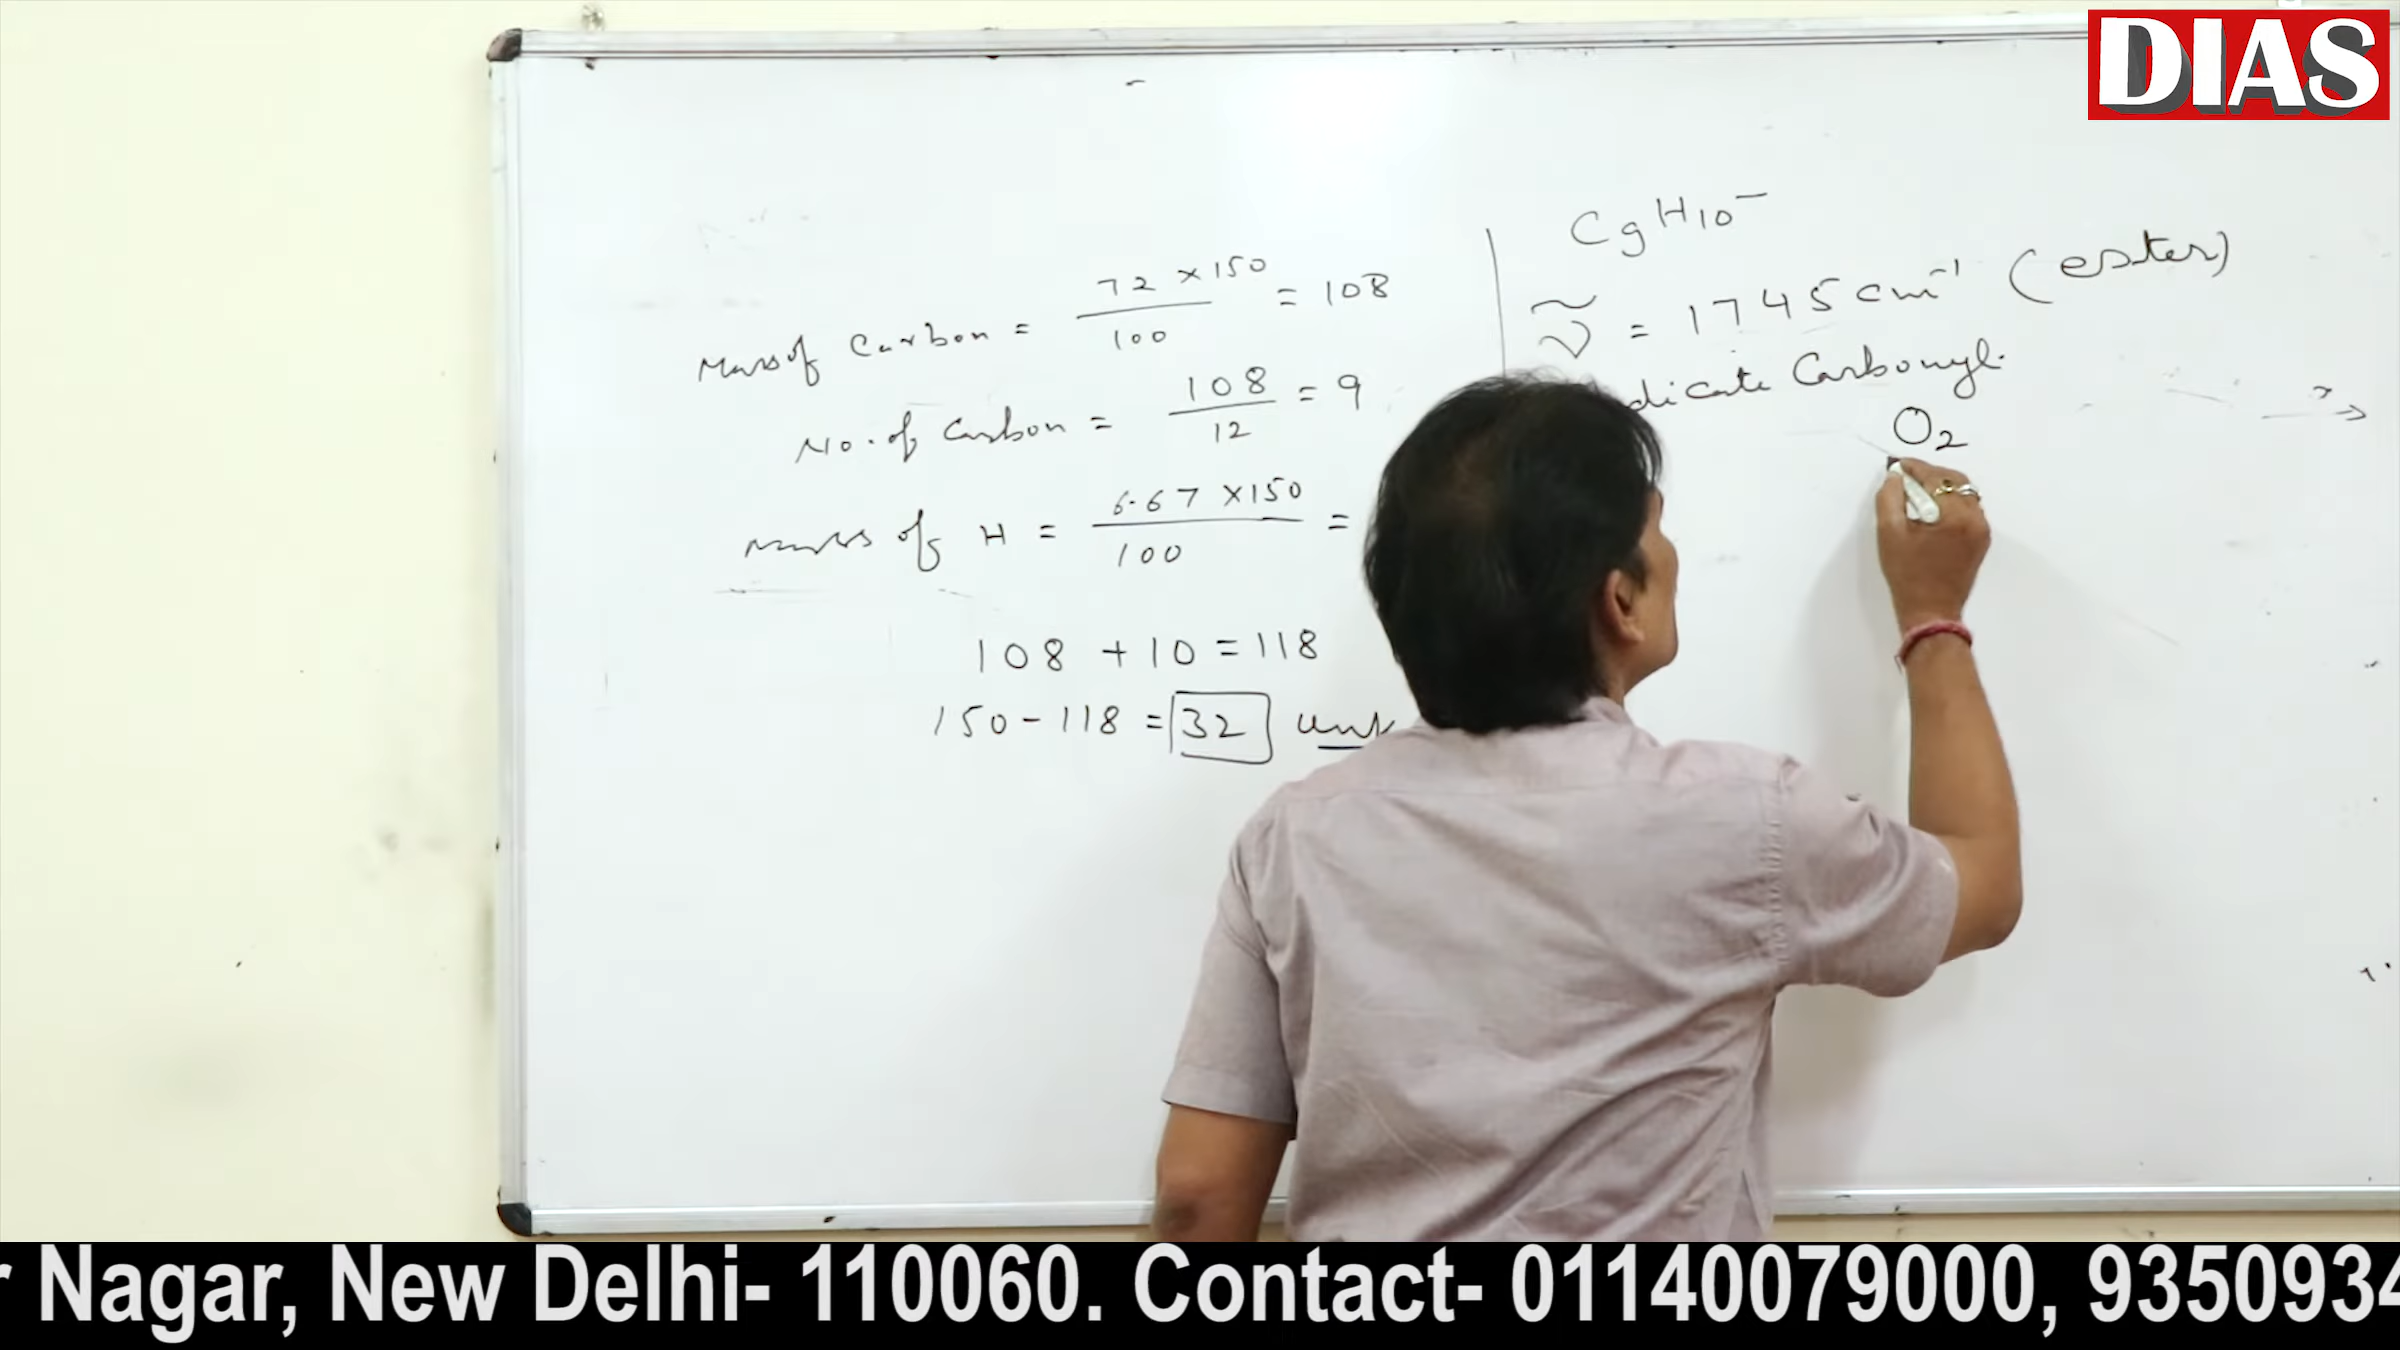 DIAS
Mass of Carbon = 72 × 150 / 100 = 108
No. of Carbon = 108 / 12 = 9
Mass of H = 6.67 × 150 / 100 =
108 + 10 = 118
150 - 118 = 32 unit
C9H10-
ν̃ = 1745 cm-1 (ester)
dicate Carbonyl.
O2
r Nagar, New Delhi- 110060. Contact- 01140079000, 9350934